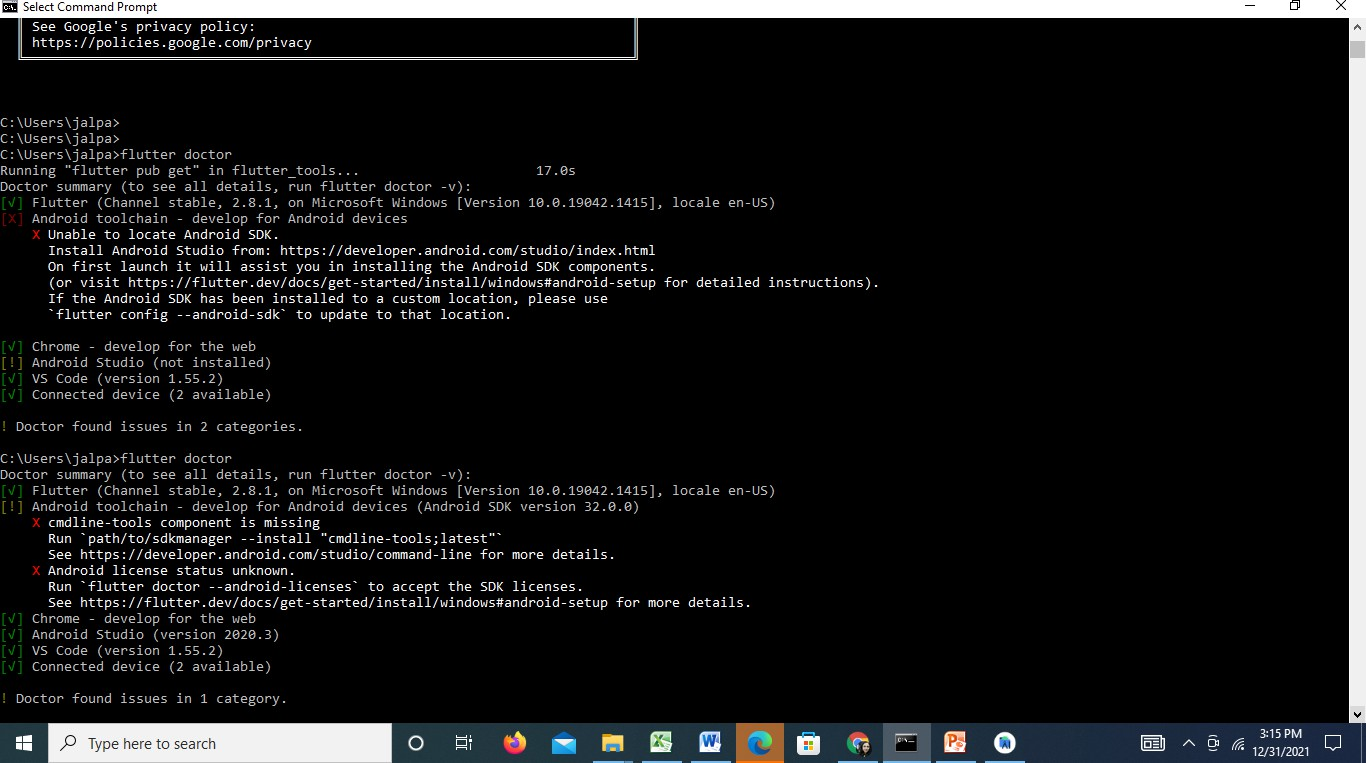 Select Command Prompt
See Google's privacy policy:
https://policies.google.com/privacy
C:\Users\jalpa>
C:\Users\jalpa>
C:\Users\jalpa>flutter doctor
Running "flutter pub get" in flutter_tools... 17.0s
Doctor summary (to see all details, run flutter doctor -v):
[√] Flutter (Channel stable, 2.8.1, on Microsoft Windows [Version 10.0.19042.1415], locale en-US)
[X] Android toolchain - develop for Android devices
X Unable to locate Android SDK.
Install Android Studio from: https://developer.android.com/studio/index.html
On first launch it will assist you in installing the Android SDK components.
(or visit https://flutter.dev/docs/get-started/install/windows#android-setup for detailed instructions).
If the Android SDK has been installed to a custom location, please use
`flutter config --android-sdk` to update to that location.
[√] Chrome - develop for the web
[!] Android Studio (not installed)
[√] VS Code (version 1.55.2)
[√] Connected device (2 available)
! Doctor found issues in 2 categories.
C:\Users\jalpa>flutter doctor
Doctor summary (to see all details, run flutter doctor -v):
[√] Flutter (Channel stable, 2.8.1, on Microsoft Windows [Version 10.0.19042.1415], locale en-US)
[!] Android toolchain - develop for Android devices (Android SDK version 32.0.0)
X cmdline-tools component is missing
Run `path/to/sdkmanager --install "cmdline-tools;latest"`
See https://developer.android.com/studio/command-line for more details.
X Android license status unknown.
Run `flutter doctor --android-licenses` to accept the SDK licenses.
See https://flutter.dev/docs/get-started/install/windows#android-setup for more details.
[√] Chrome - develop for the web
[√] Android Studio (version 2020.3)
[√] VS Code (version 1.55.2)
[√] Connected device (2 available)
! Doctor found issues in 1 category.
Type here to search
3:15 PM
12/31/2021